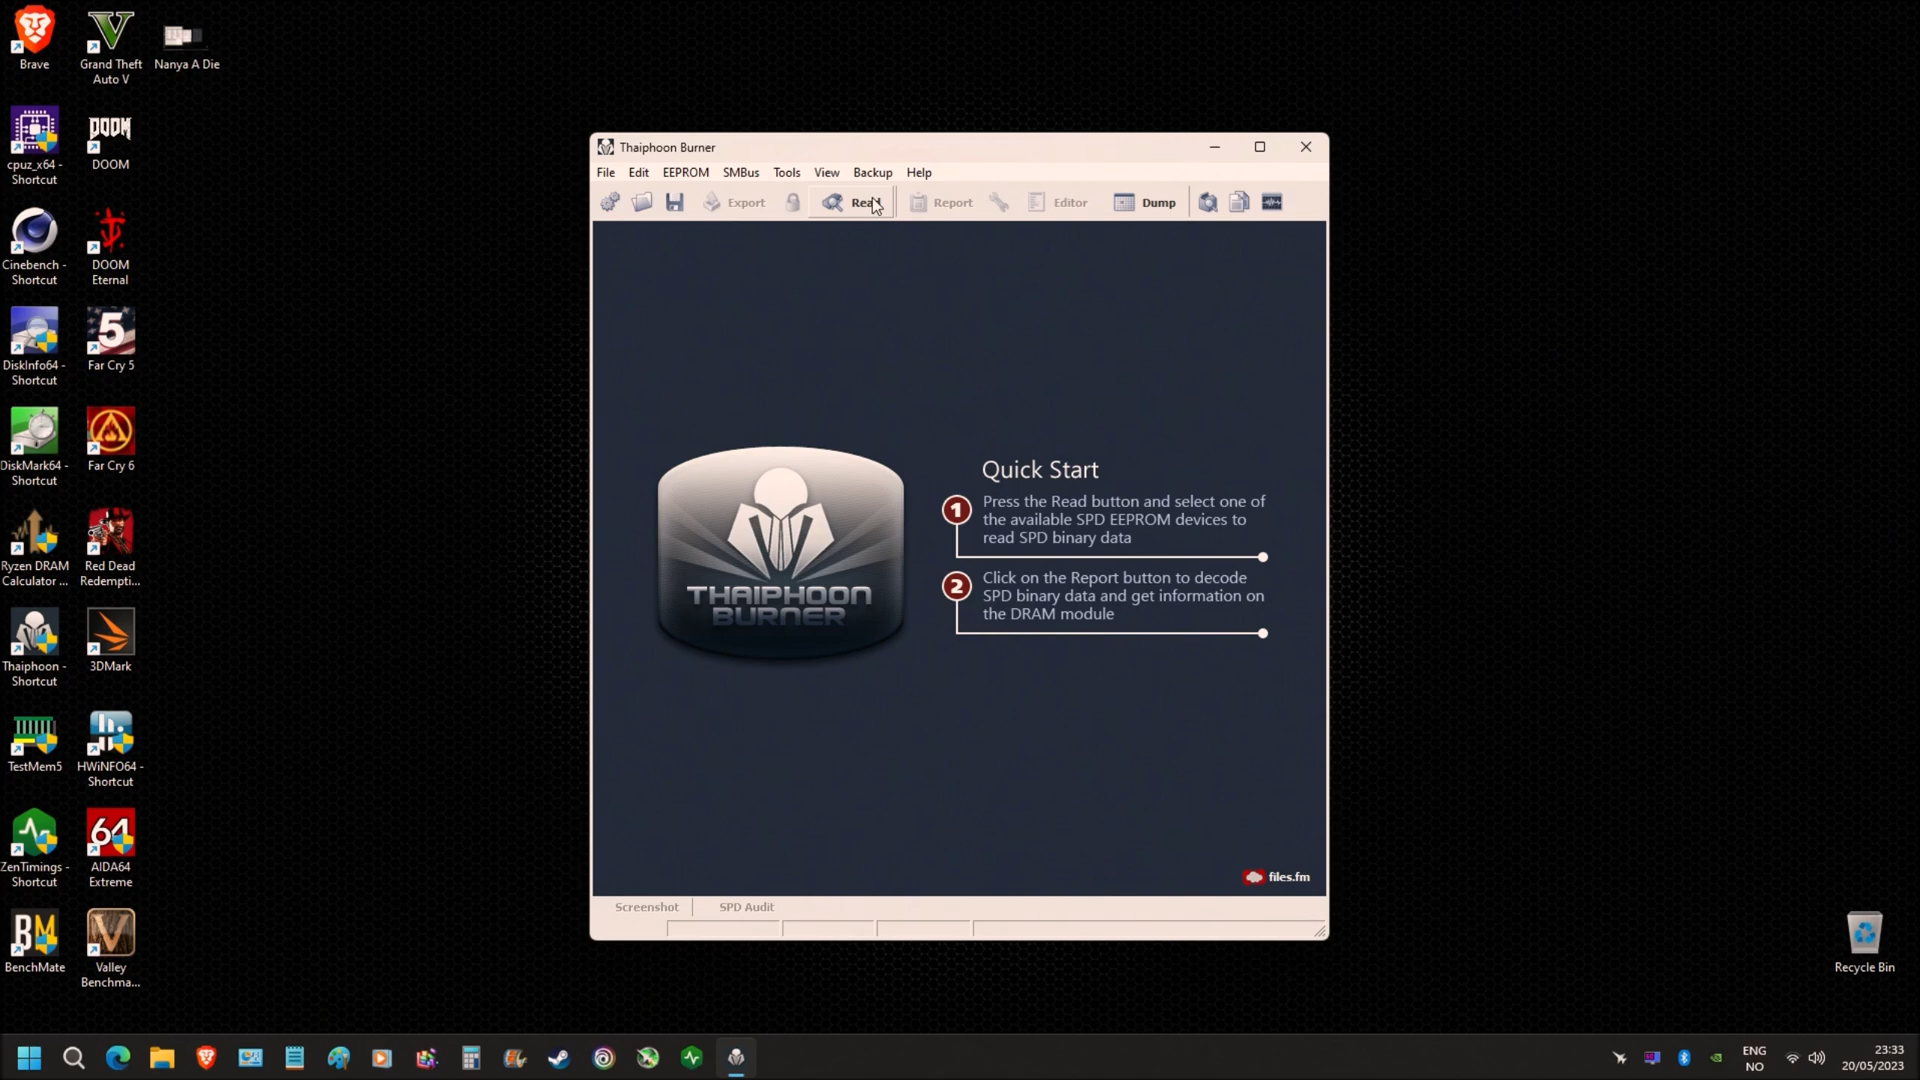 Brave
Grand Theft
Auto V
Nanya A Die
cpuz_x64 -
Shortcut
DOOM
DOOM
Cinebench -
Shortcut
DOOM
Eternal
DiskInfo64 -
Shortcut
5
Far Cry 5
DiskMark64 -
Shortcut
Far Cry 6
Ryzen DRAM
Calculator ...
Red Dead
Redempti...
Thaiphoon -
Shortcut
3DMark
TestMem5
HWiNFO64 -
Shortcut
ZenTimings -
Shortcut
64
AIDA64
Extreme
BM
BenchMate
Valley
Benchma...
Thaiphoon Burner
File Edit EEPROM SMBus Tools View Backup Help
Export Read Report Editor Dump
THAIPHOON
BURNER
Quick Start
1 Press the Read button and select one of
the available SPD EEPROM devices to
read SPD binary data
2 Click on the Report button to decode
SPD binary data and get information on
the DRAM module
files.fm
Screenshot SPD Audit
Recycle Bin
ENG
NO
23:33
20/05/2023